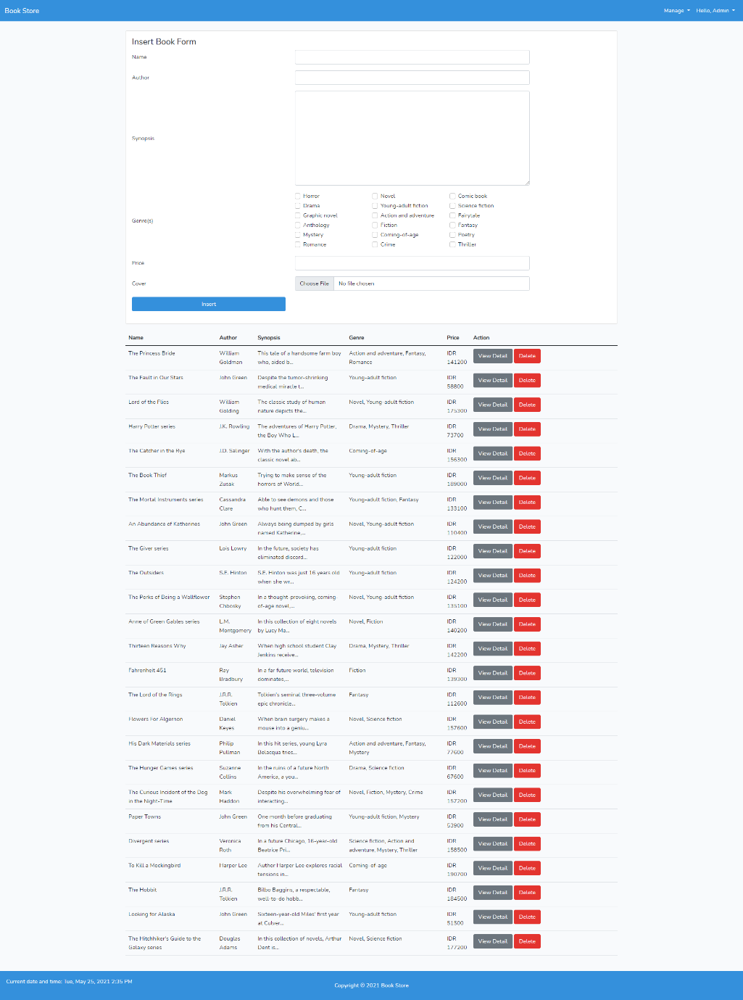 Book Store Manage Hello, Admin
Insert Book Form
Name
Author
Synopsis
Genre(s)
Horror Novel Comic book
Drama Young-adult fiction Science fiction
Graphic novel Action and adventure Fairytale
Anthology Fiction Fantasy
Mystery Coming-of-age Poetry
Romance Crime Thriller
Price
Cover Choose File No file chosen
Insert
Name Author Synopsis Genre Price Action
The Princess Bride William This tale of a handsome farm boy Action and adventure, Fantasy, IDR View Detail Delete
Goldman who, aided b... Romance 141200
The Fault in Our Stars John Green Despite the tumor-shrinking Young-adult fiction IDR View Detail Delete
medical miracle t... 58800
Lord of the Flies William The classic study of human Novel, Young-adult fiction IDR View Detail Delete
Golding nature depicts the... 175300
Harry Potter series J.K. Rowling The adventures of Harry Potter, Drama, Mystery, Thriller IDR View Detail Delete
the Boy Who L... 73700
The Catcher in the Rye J.D. Salinger With the author's death, the Coming-of-age IDR View Detail Delete
classic novel ab... 156300
The Book Thief Markus Trying to make sense of the Young-adult fiction IDR View Detail Delete
Zusak horrors of World... 189000
The Mortal Instruments series Cassandra Able to see demons and those Young-adult fiction, Fantasy IDR View Detail Delete
Clare who hunt them, C... 133100
An Abundance of Katherines John Green Always being dumped by girls Novel, Young-adult fiction IDR View Detail Delete
named Katherine,... 110400
The Giver series Lois Lowry In the future, society has Young-adult fiction IDR View Detail Delete
eliminated discord... 122000
The Outsiders S.E. Hinton S.E. Hinton was just 16 years old Young-adult fiction IDR View Detail Delete
when she wr... 124200
The Perks of Being a Wallflower Stephen In a thought-provoking, coming- Novel, Young-adult fiction IDR View Detail Delete
Chbosky of-age novel,... 135100
Anne of Green Gables series L.M. In this collection of eight novels Novel, Fiction IDR View Detail Delete
Montgomery by Lucy Ma... 140200
Thirteen Reasons Why Jay Asher When high school student Clay Drama, Mystery, Thriller IDR View Detail Delete
Jenkins receive... 142200
Fahrenheit 451 Ray In a far future world, television Fiction IDR View Detail Delete
Bradbury dominates,... 139300
The Lord of the Rings J.R.R. Tolkien's seminal three-volume Fantasy IDR View Detail Delete
Tolkien epic chronicle... 112600
Flowers For Algernon Daniel When brain surgery makes a Novel, Science fiction IDR View Detail Delete
Keyes mouse into a geniu... 157600
His Dark Materials series Philip In this hit series, young Lyra Action and adventure, Fantasy, IDR View Detail Delete
Pullman Belacqua tries... Mystery 77600
The Hunger Games series Suzanne In the ruins of a future North Drama, Science fiction IDR View Detail Delete
Collins America, a you... 67600
The Curious Incident of the Dog Mark Despite his overwhelming fear of Novel, Fiction, Mystery, Crime IDR View Detail Delete
in the Night-Time Haddon interacting... 157200
Paper Towns John Green One month before graduating Young-adult fiction, Mystery IDR View Detail Delete
from his Central... 53900
Divergent series Veronica In a future Chicago, 16-year-old Science fiction, Action and IDR View Detail Delete
Roth Beatrice Pri... adventure, Mystery, Thriller 158500
To Kill a Mockingbird Harper Lee Author Harper Lee explores racial Coming-of-age IDR View Detail Delete
tensions in... 190700
The Hobbit J.R.R. Bilbo Baggins, a respectable, Fantasy IDR View Detail Delete
Tolkien well-to-do hobb... 184500
Looking for Alaska John Green Sixteen-year-old Miles' first year Young-adult fiction IDR View Detail Delete
at Culver... 51500
The Hitchhiker's Guide to the Douglas In this collection of novels, Arthur Novel, Science fiction IDR View Detail Delete
Galaxy series Adams Dent is... 177200
Current date and time: Tue, May 25, 2021 2:35 PM
Copyright © 2021 Book Store